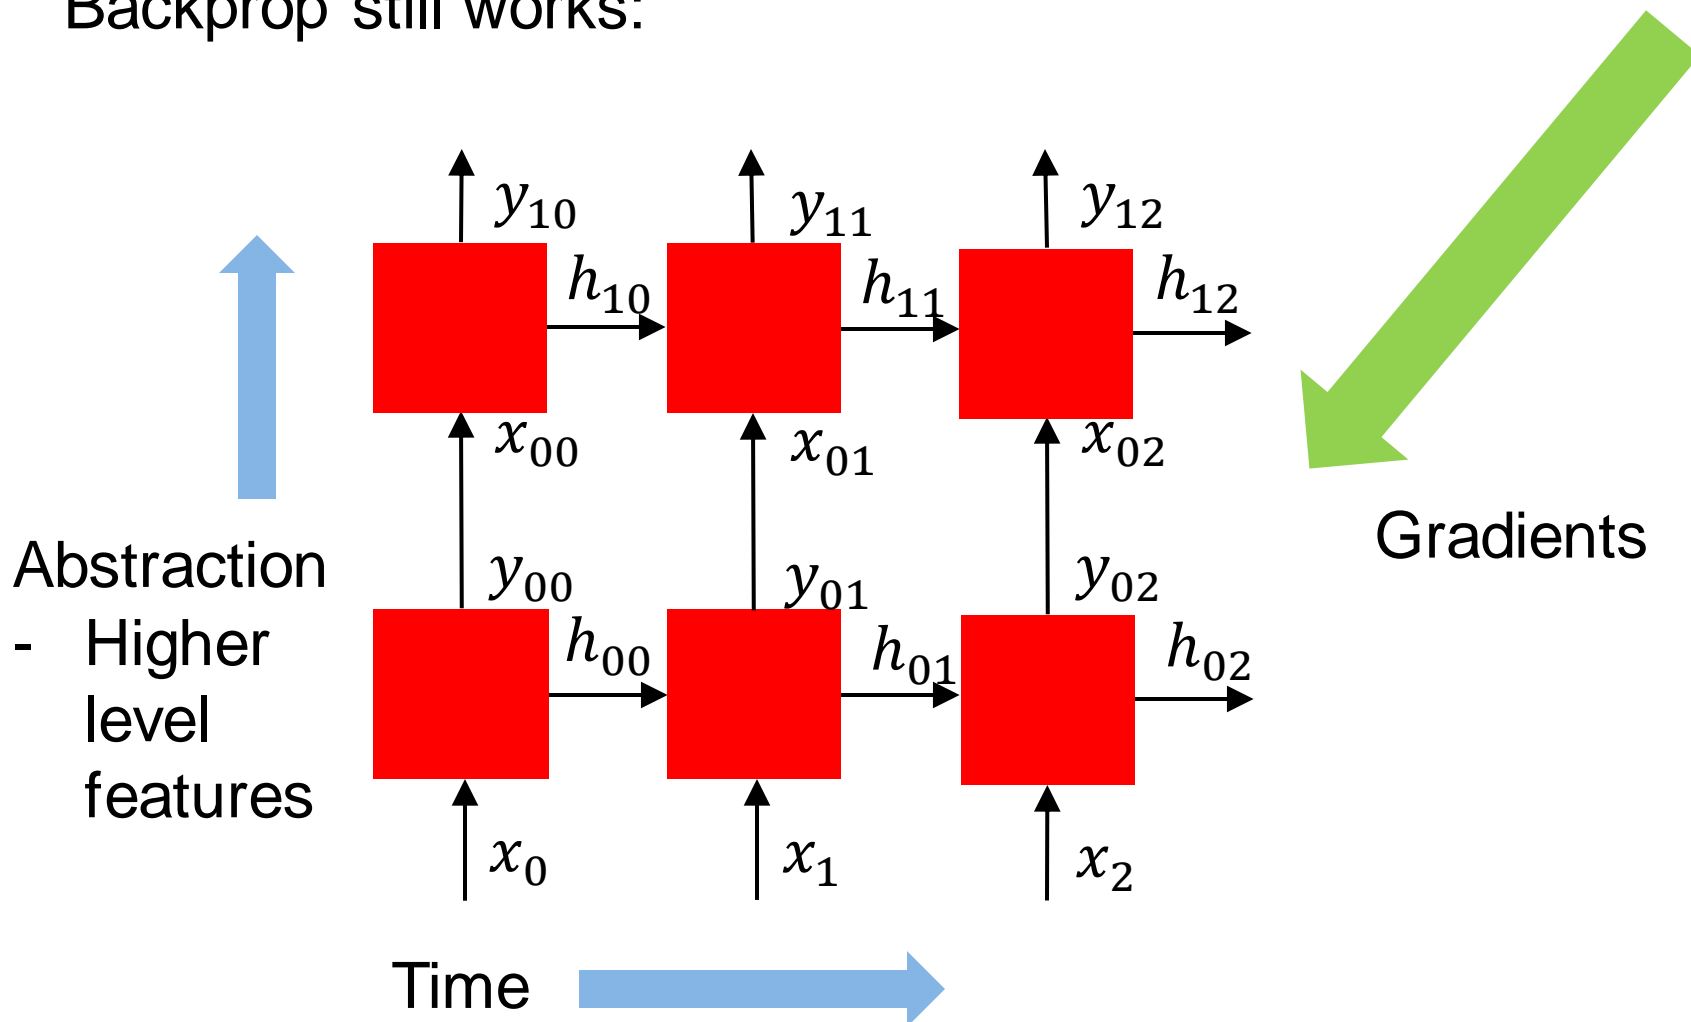 Backprop still works:
y₁₀ y₁₁ y₁₂
h₁₀ h₁₁ h₁₂
x₀₀ x₀₁ x₀₂
Gradients
Abstraction
y₀₀ y₀₁ y₀₂
- Higher
level
features
h₀₀ h₀₁ h₀₂
x₀ x₁ x₂
Time